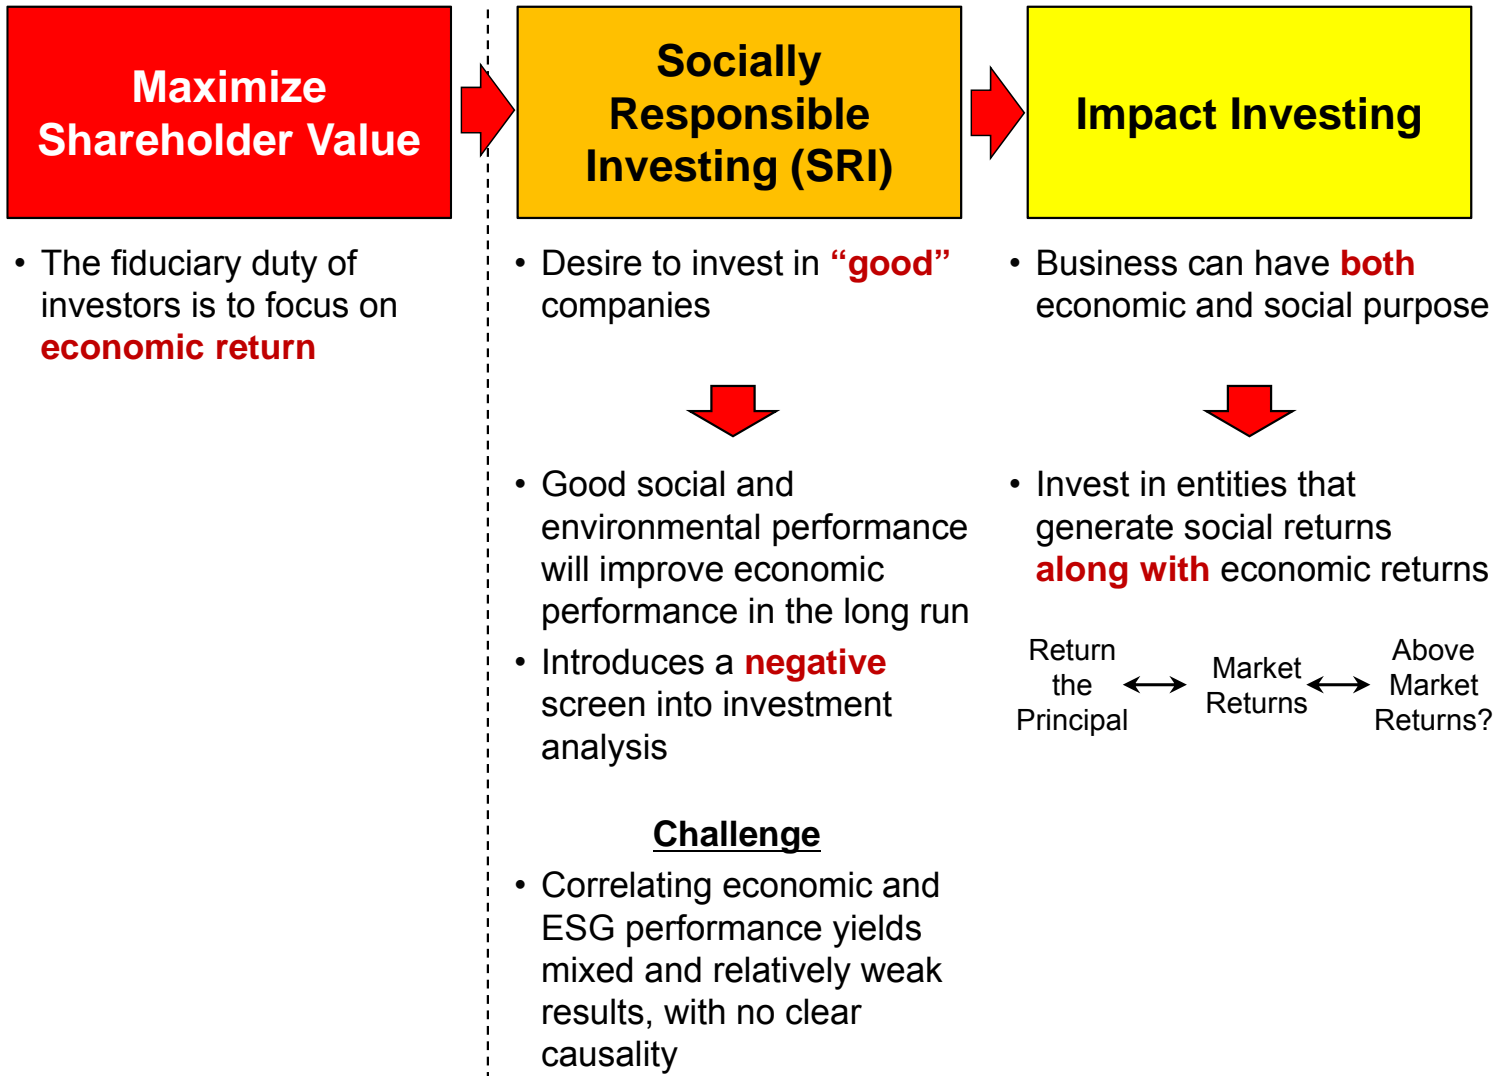 Maximize
Shareholder Value
• The fiduciary duty of
investors is to focus on
economic return
Socially
Responsible
Investing (SRI)
• Desire to invest in “good”
companies
• Good social and
environmental performance
will improve economic
performance in the long run
• Introduces a negative
screen into investment
analysis
Challenge
• Correlating economic and
ESG performance yields
mixed and relatively weak
results, with no clear
causality
Impact Investing
• Business can have both
economic and social purpose
• Invest in entities that
generate social returns
along with economic returns
Return
the
Principal
Market
Returns
Above
Market
Returns?